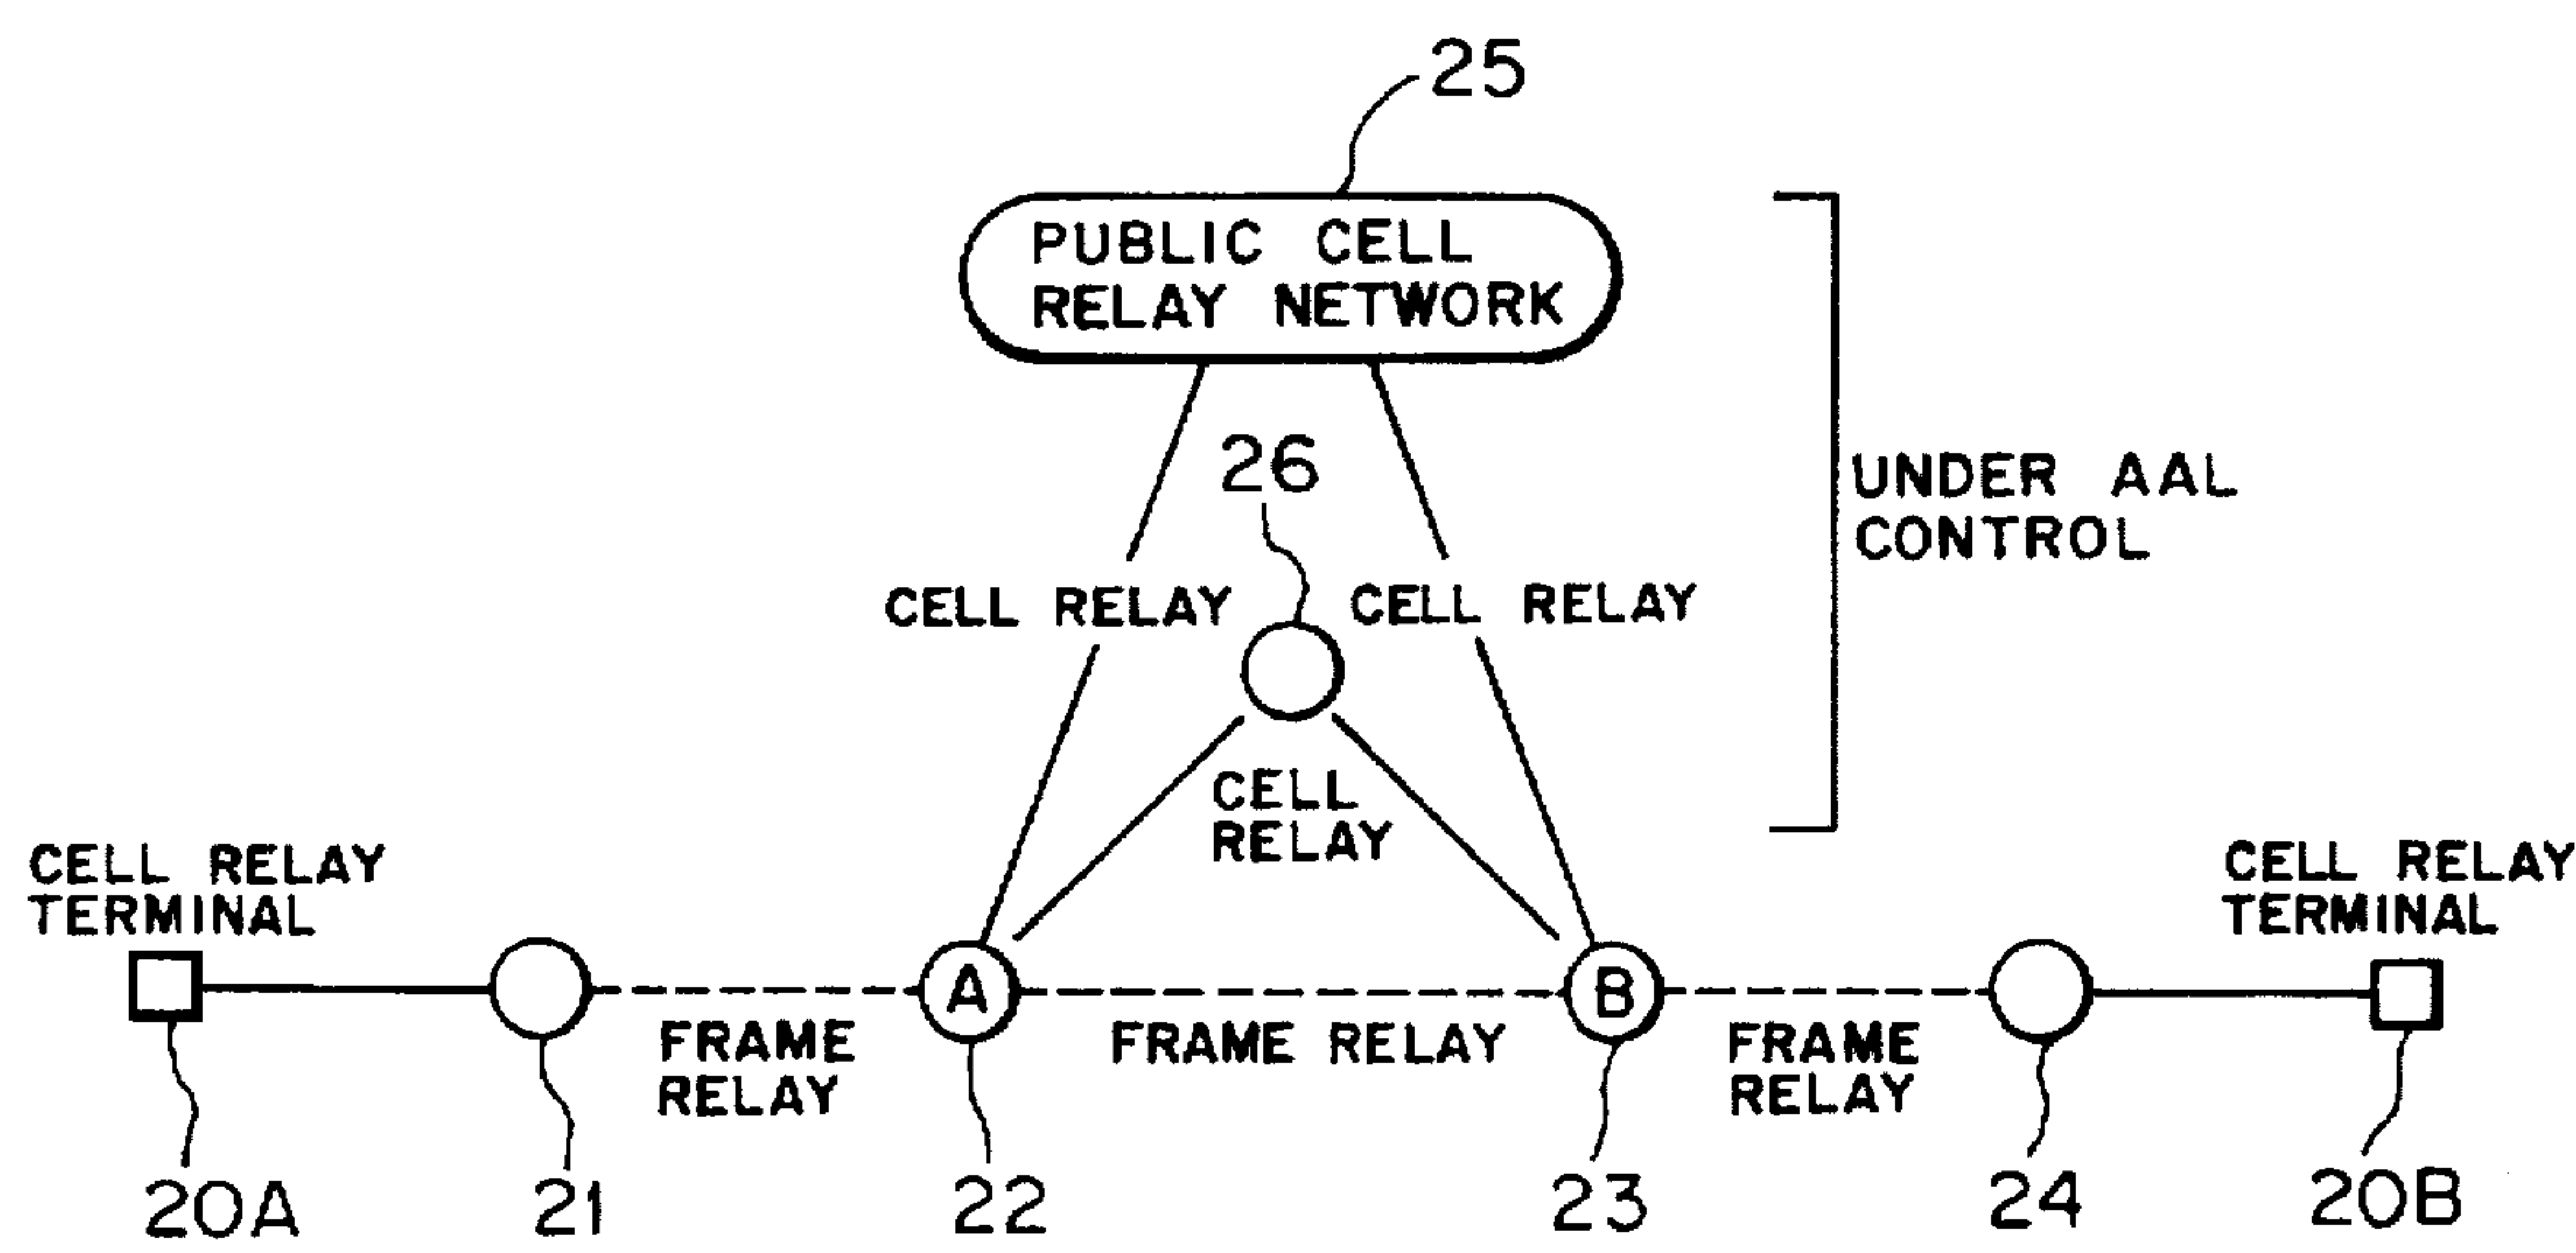 25
PUBLIC CELL
RELAY NETWORK
26
UNDER AAL
CONTROL
CELL RELAY
CELL RELAY
CELL
RELAY
CELL RELAY
TERMINAL
CELL RELAY
TERMINAL
A
B
FRAME
RELAY
FRAME RELAY
FRAME
RELAY
20A
21
22
23
24
20B